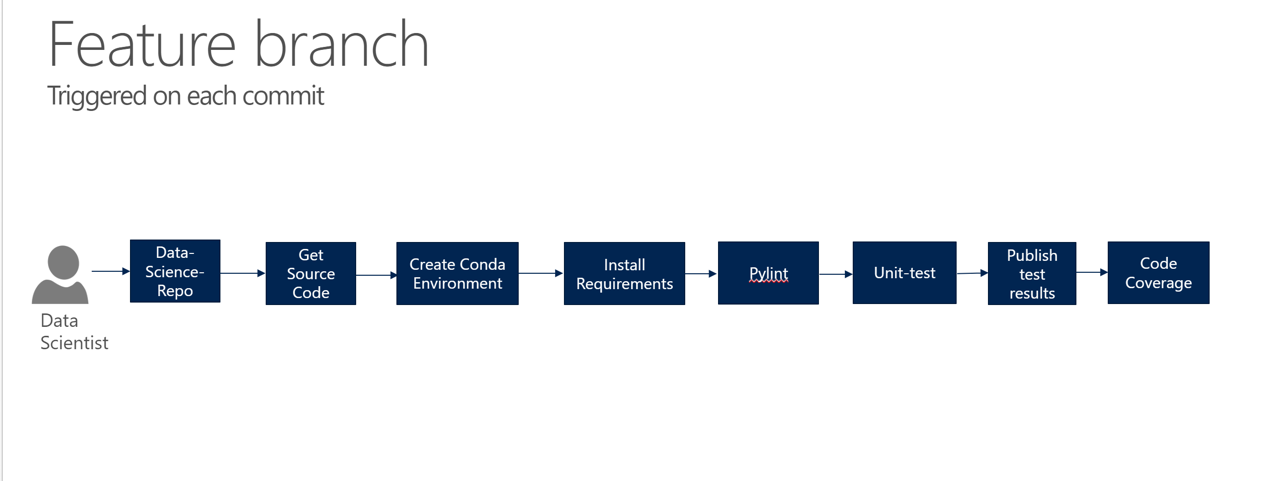 Feature branch
Triggered on each commit
Data-
Science-
Repo
Get
Source
Code
Create Conda
Environment
Install
Requirements
Pylint
Unit-test
Publish
test
results
Code
Coverage
Data
Scientist